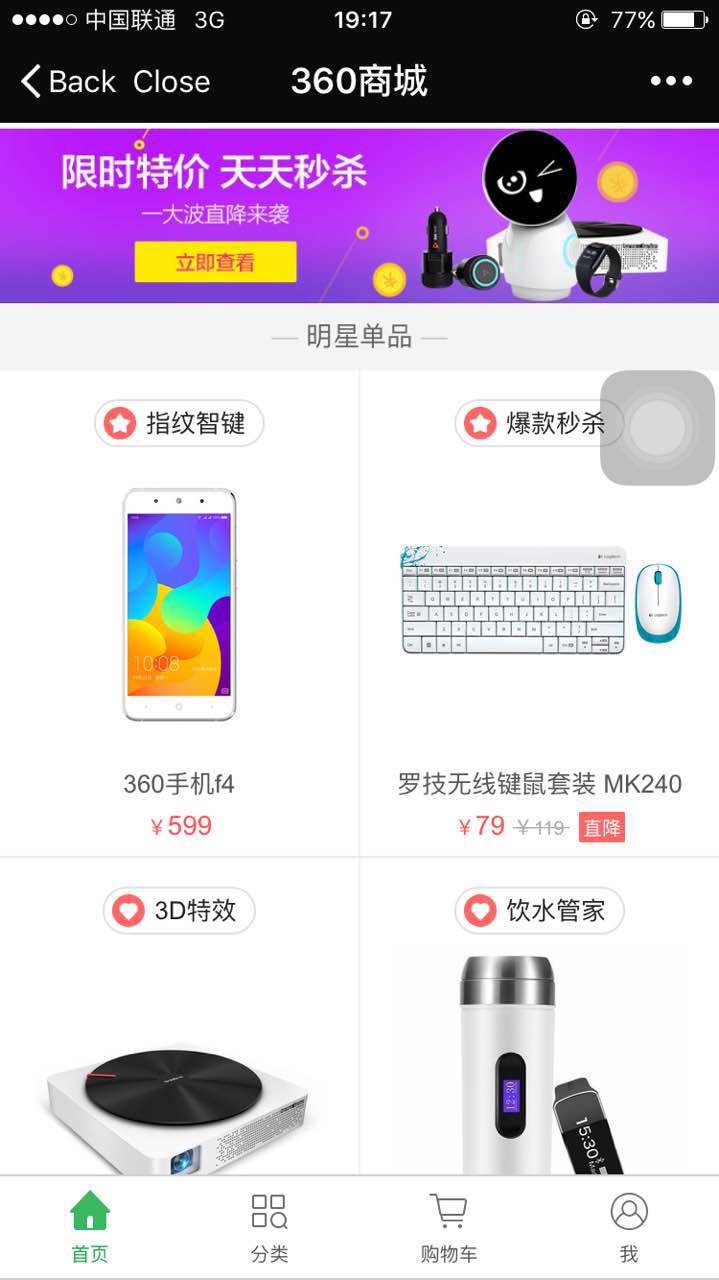 中国联通 3G 19:17 77%
Back Close 360商城
限时特价 天天秒杀
一大波直降来袭
立即查看
明星单品
指纹智键
爆款秒杀
10:08
Logitech
360手机f4
¥599
罗技无线键鼠套装 MK240
¥79 ¥119 直降
3D特效
饮水管家
12:30
15:30
首页 分类 购物车 我